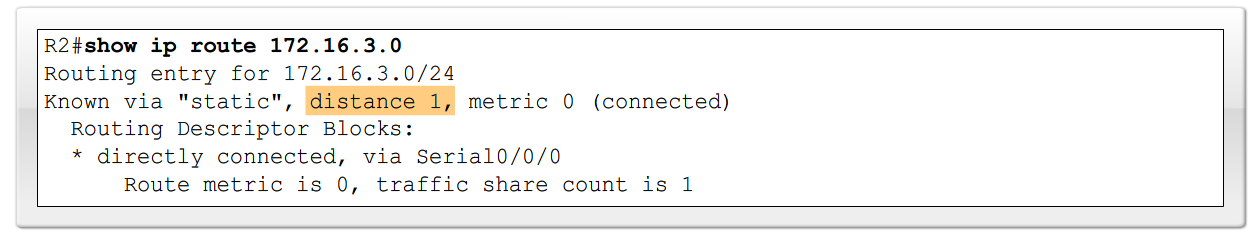 R2#show ip route 172.16.3.0
Routing entry for 172.16.3.0/24
Known via "static", distance 1, metric 0 (connected)
Routing Descriptor Blocks:
* directly connected, via Serial0/0/0
Route metric is 0, traffic share count is 1